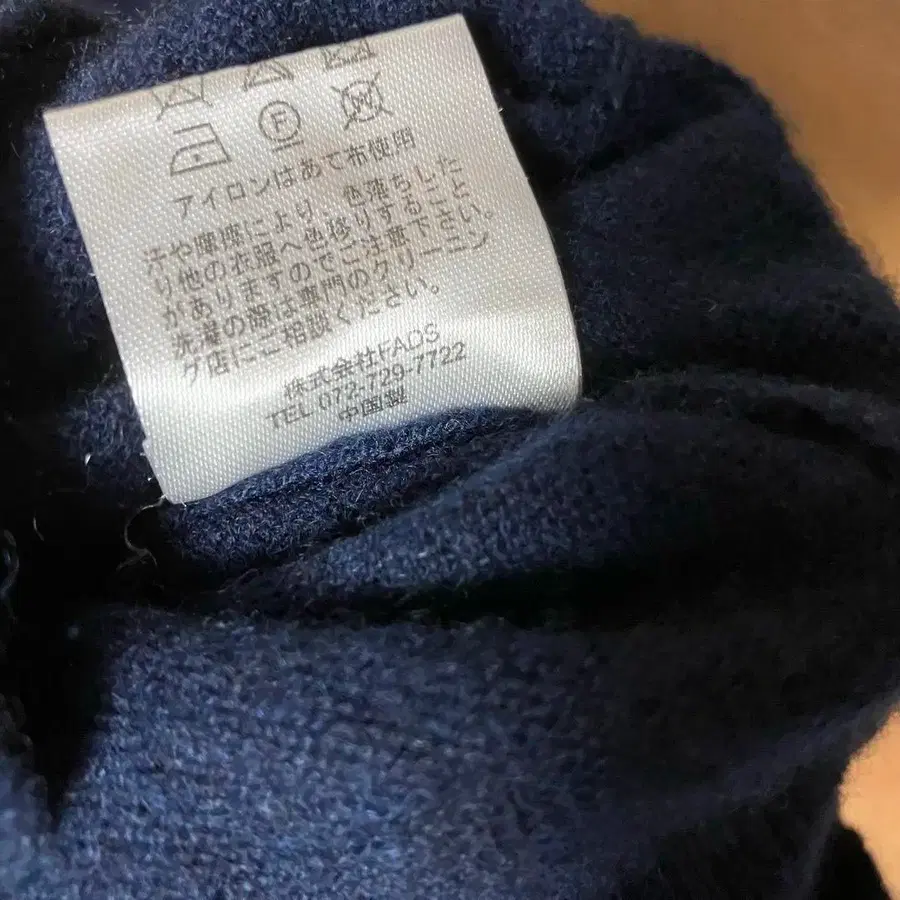 F W
アイロンはあて布使用
汗や摩擦により、色落ちした
り他の衣服へ色移りすること
がありますのでご注意下さい。
洗濯の際は専門のクリーニン
グ店にご相談ください。
株式会社FADS
TEL 072-729-7722
中国製